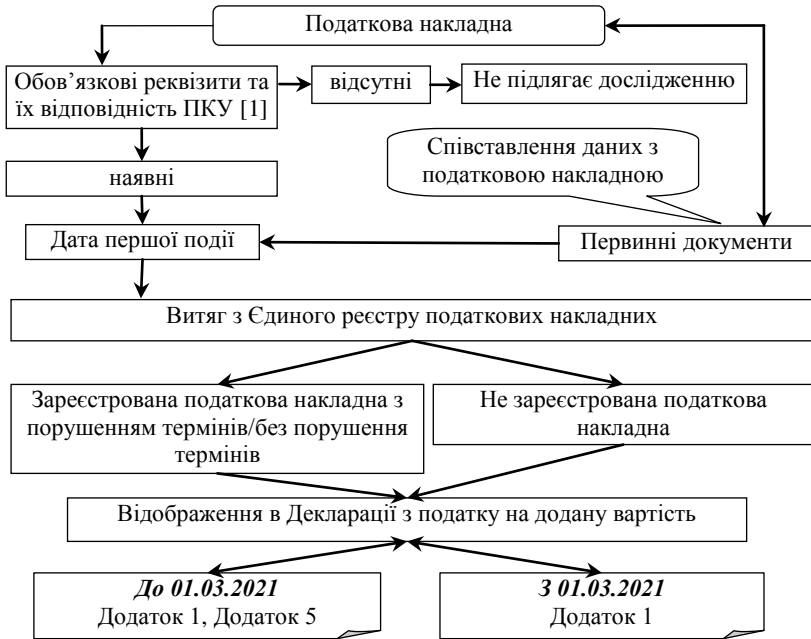 Податкова накладна
Обов’язкові реквізити та
їх відповідність ПКУ [1]
відсутні
Не підлягає дослідженню
Співставлення даних з
податковою накладною
наявні
Дата першої події
Первинні документи
Витяг з Єдиного реєстру податкових накладних
Зареєстрована податкова накладна з
порушенням термінів/без порушення
термінів
Не зареєстрована податкова
накладна
Відображення в Декларації з податку на додану вартість
До 01.03.2021
Додаток 1, Додаток 5
З 01.03.2021
Додаток 1